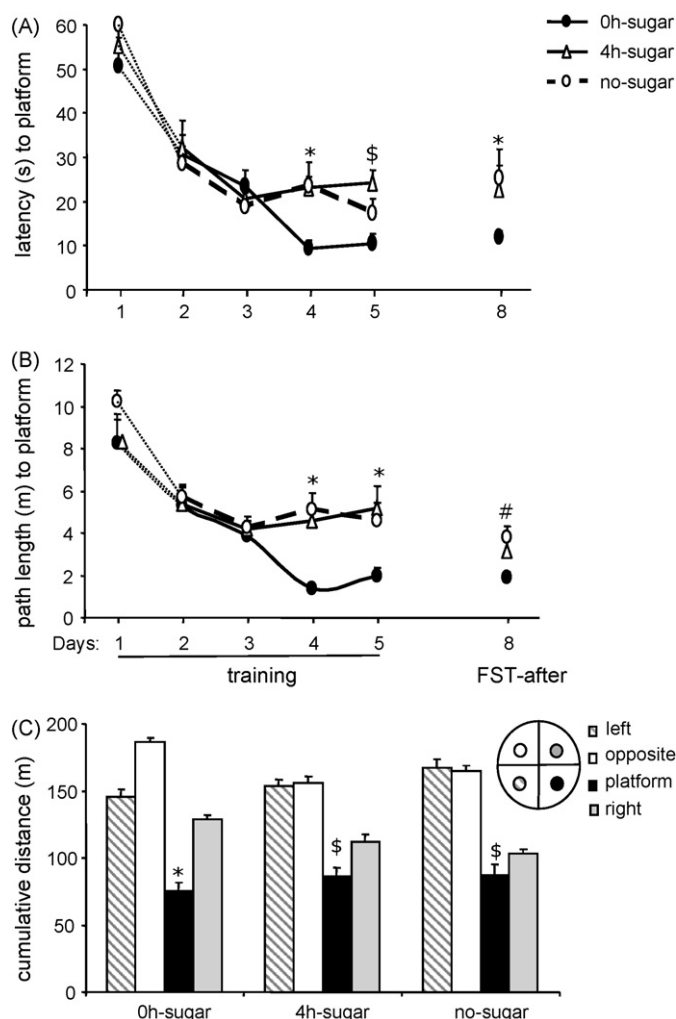 (A)
latency (s) to platform
60
50
40
30
20
10
0
* $ *
1 2 3 4 5 8
0h-sugar
4h-sugar
no-sugar
(B)
path length (m) to platform
12
10
8
6
4
2
0
* * #
Days: 1 2 3 4 5 8
training FST-after
(C)
cumulative distance (m)
200
150
100
50
0
* $ $
0h-sugar 4h-sugar no-sugar
left
opposite
platform
right